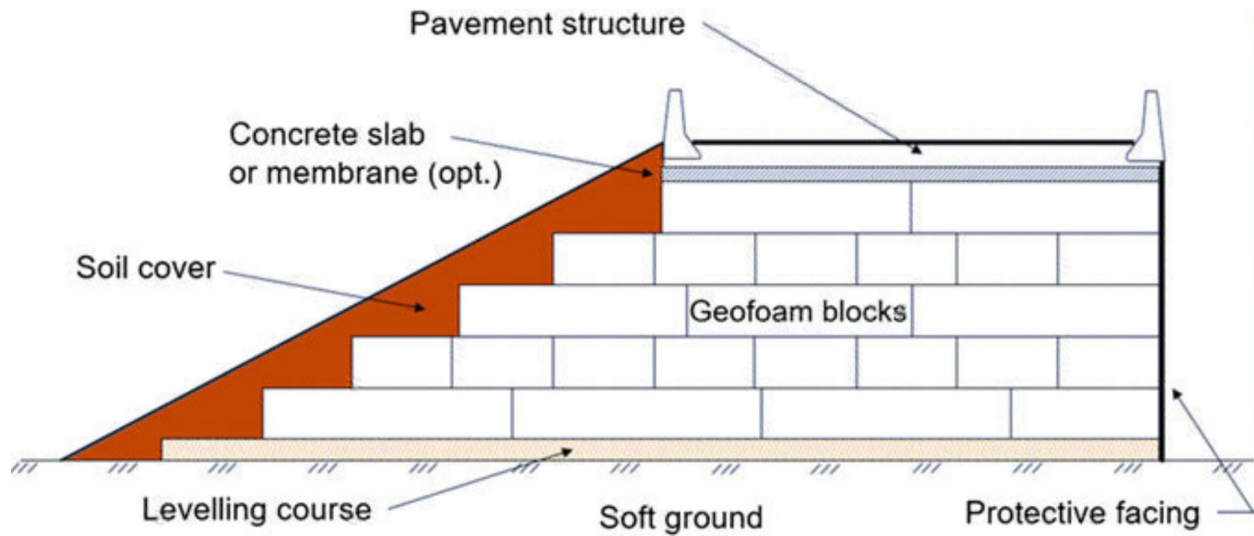 Pavement structure
Concrete slab
or membrane (opt.)
Soil cover
Geofoam blocks
Levelling course
Soft ground
Protective facing